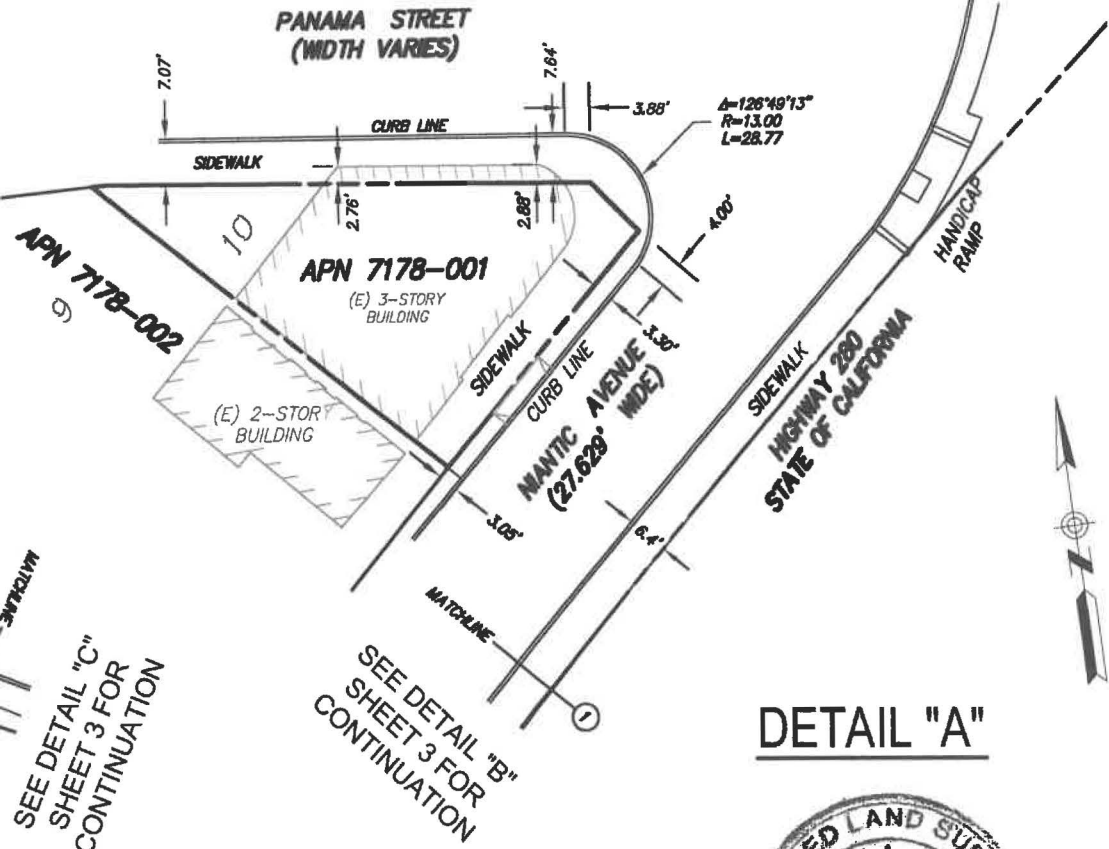 PANAMA STREET
(WIDTH VARIES)
7.07'
7.64'
3.88'
Δ=126°49'13"
R=13.00
L=28.77
CURB LINE
SIDEWALK
2.76'
2.88'
4.00'
10
APN 7178-001
(E) 3-STORY
BUILDING
APN 7178-002
9
HANDICAP
RAMP
3.30'
SIDEWALK
CURB LINE
NIANTIC AVENUE
(27.629' WIDE)
SIDEWALK
HIGHWAY 280
STATE OF CALIFORNIA
(E) 2-STOR
BUILDING
3.05'
6.4'
MATCHLINE
MATCHLINE
1
N
SEE DETAIL "C"
SHEET 3 FOR
CONTINUATION
SEE DETAIL "B"
SHEET 3 FOR
CONTINUATION
DETAIL "A"
ED LAND SUR